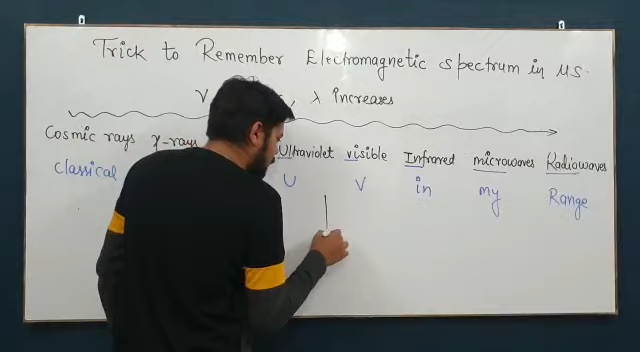 Trick to Remember Electromagnetic spectrum in MS.
ν , λ increases
Cosmic rays γ-rays Ultraviolet visible Infrared microwaves Radiowaves
classical U V in my Range